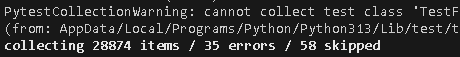 PytestCollectionWarning: cannot collect test class 'TestF
(from: AppData/Local/Programs/Python/Python313/Lib/test/t
collecting 28874 items / 35 errors / 58 skipped